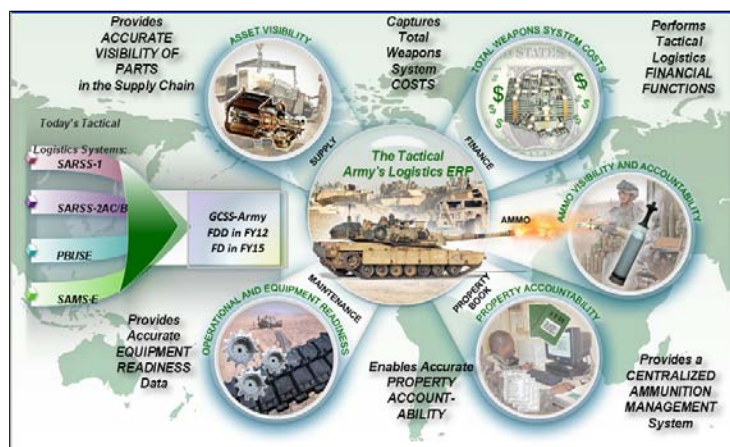 Provides
ACCURATE
VISIBILITY OF
PARTS
in the Supply Chain
ASSET VISIBILITY
Captures
Total
Weapons
System
COSTS
TOTAL WEAPONS SYSTEM COSTS
Performs
Tactical
Logistics
FINANCIAL
FUNCTIONS
Today's Tactical
Logistics Systems:
SARSS-1
SARSS-2AC/B
PBUSE
SAMS-E
GCSS-Army
FDD in FY12
FD in FY15
SUPPLY
FINANCE
The Tactical
Army's Logistics ERP
AMMO
AMMO VISIBILITY AND ACCOUNTABILITY
MAINTENANCE
PROPERTY
BOOK
OPERATIONAL AND EQUIPMENT READINESS
PROPERTY ACCOUNTABILITY
Provides
Accurate
EQUIPMENT
READINESS
Data
Enables Accurate
PROPERTY
ACCOUNT-
ABILITY
Provides a
CENTRALIZED
AMMUNITION
MANAGEMENT
System